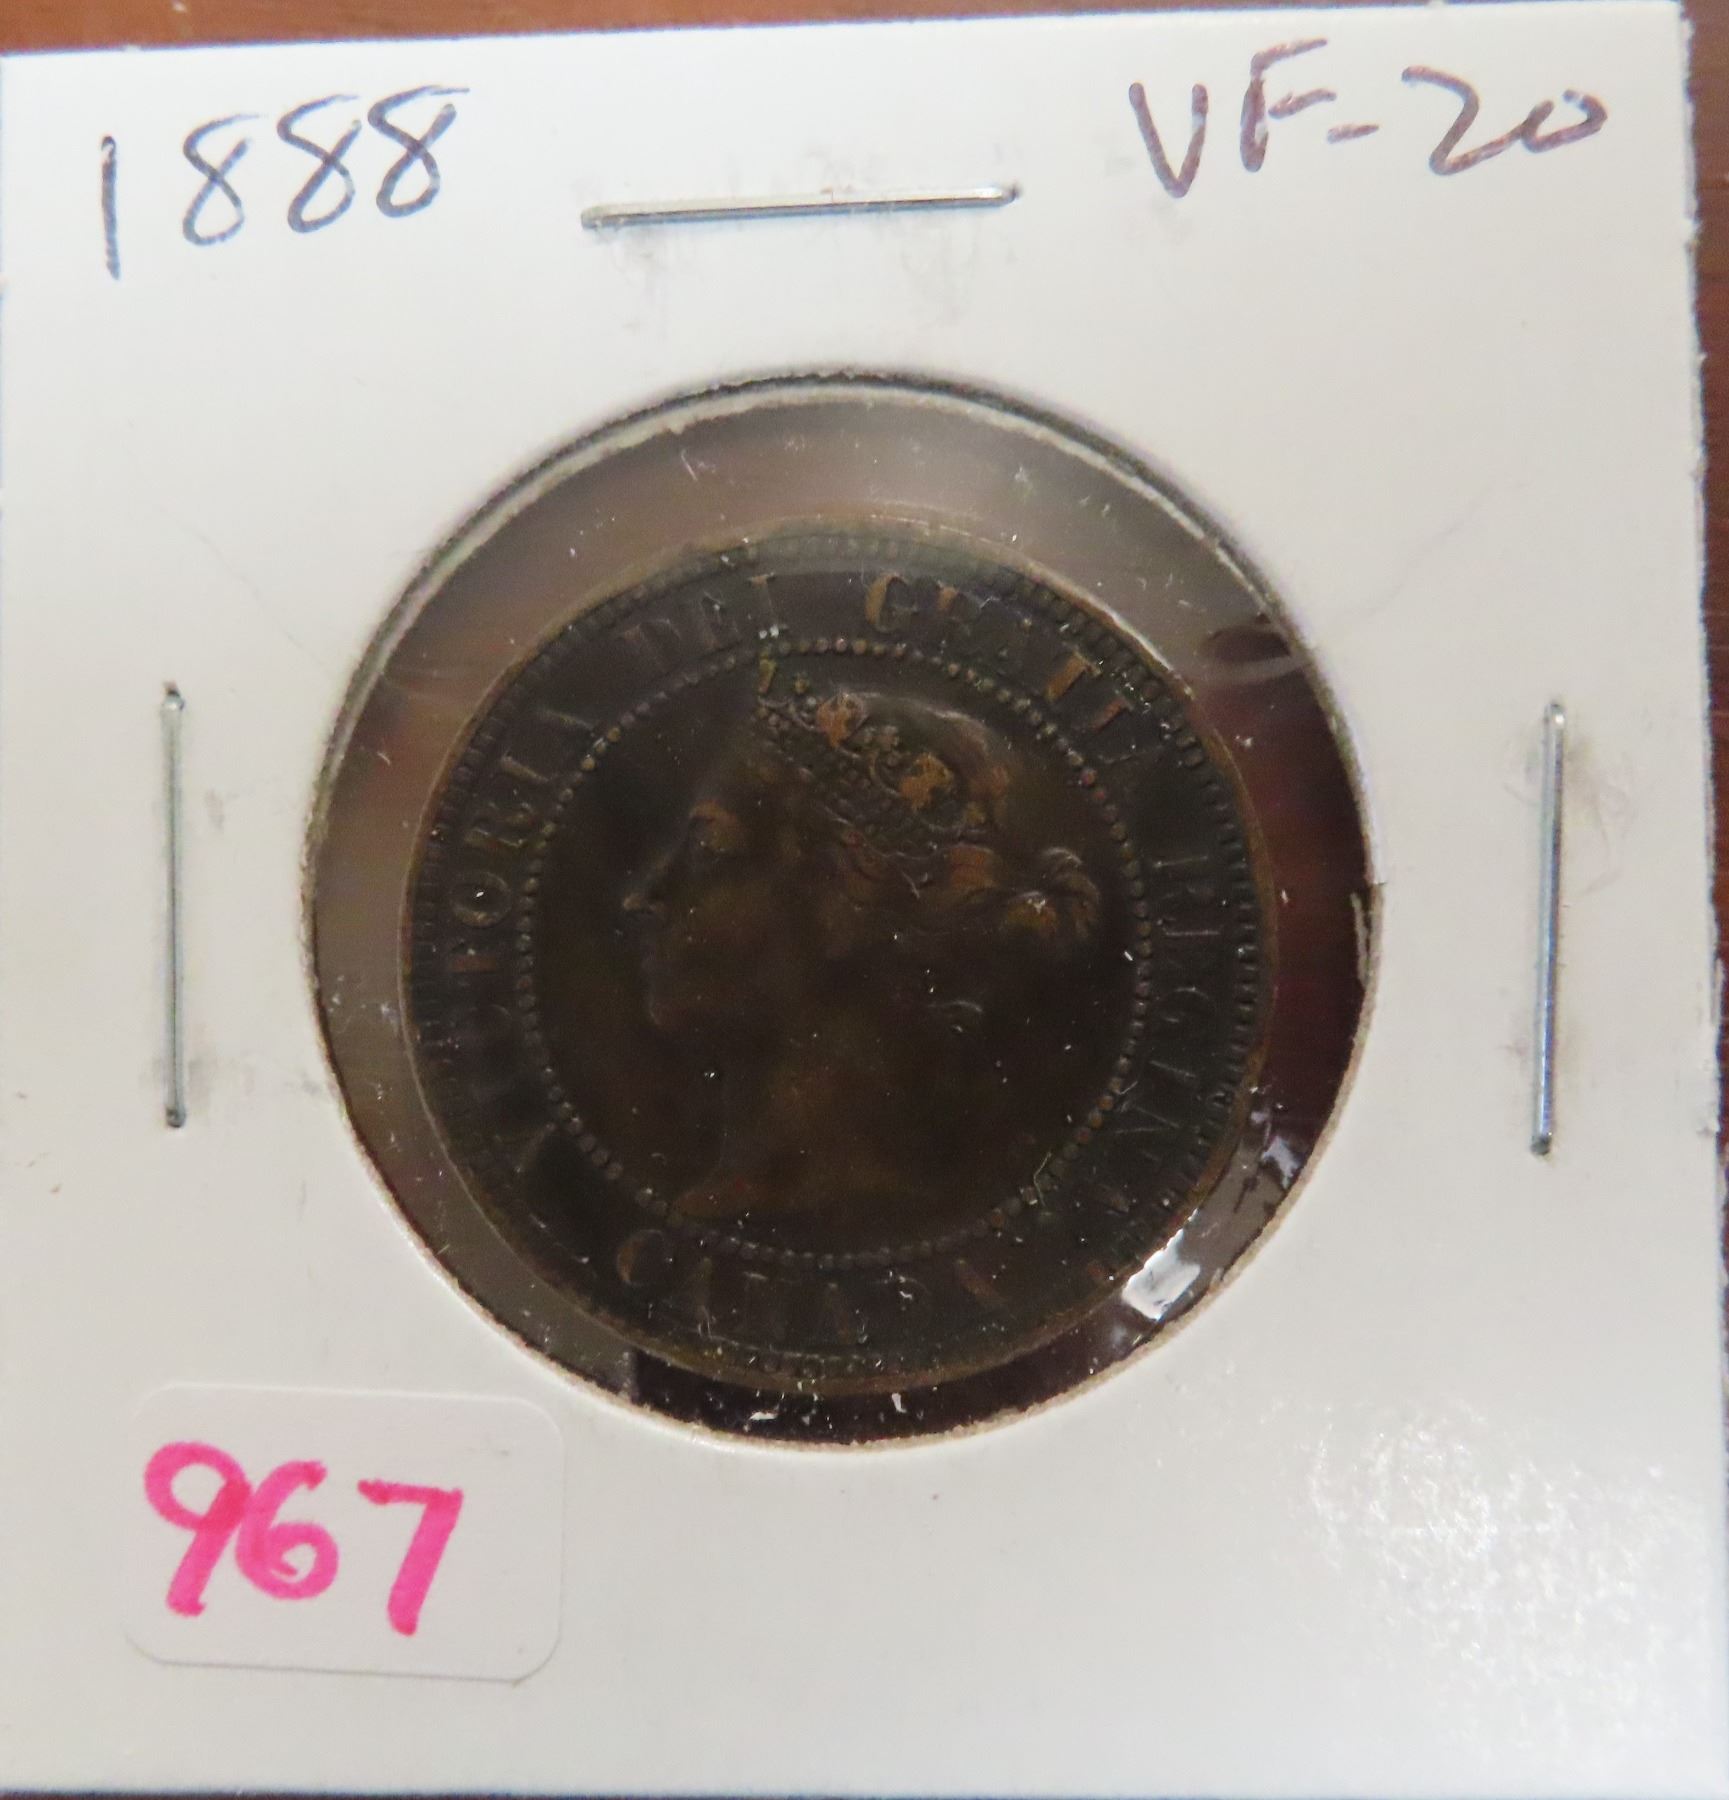 1888 VF-20
VICTORIA DEI GRATIA REGINA.
CANADA
967